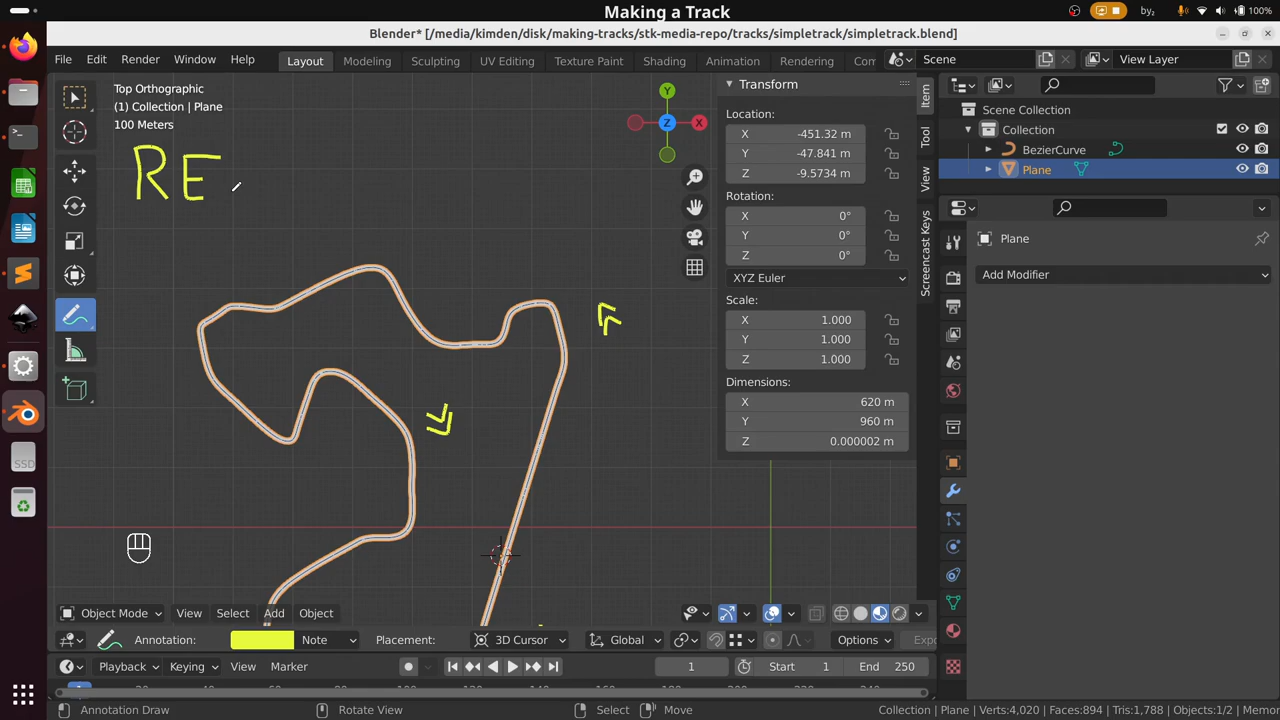 Making a Track
by₂
100%
Blender* [/media/kimden/disk/making-tracks/stk-media-repo/tracks/simpletrack/simpletrack.blend]
File Edit Render Window Help Layout Modeling Sculpting UV Editing Texture Paint Shading Animation Rendering Com Scene View Layer
Top Orthographic
(1) Collection | Plane
100 Meters
RE
Y
X
Z
Transform
Location:
X -451.32 m
Y -47.841 m
Z -9.5734 m
Rotation:
X 0°
Y 0°
Z 0°
XYZ Euler
Scale:
X 1.000
Y 1.000
Z 1.000
Dimensions:
X 620 m
Y 960 m
Z 0.000002 m
Item
Tool
View
Screencast Keys
Scene Collection
Collection
BezierCurve
Plane
Plane
Add Modifier
SSD
Object Mode View Select Add Object
Annotation: Note Placement: 3D Cursor Global Options Expo
Playback Keying View Marker 1 Start 1 End 250
Annotation Draw Rotate View Select Move Collection | Plane | Verts:4,020 | Faces:894 | Tris:1,788 | Objects:1/2 | Memor